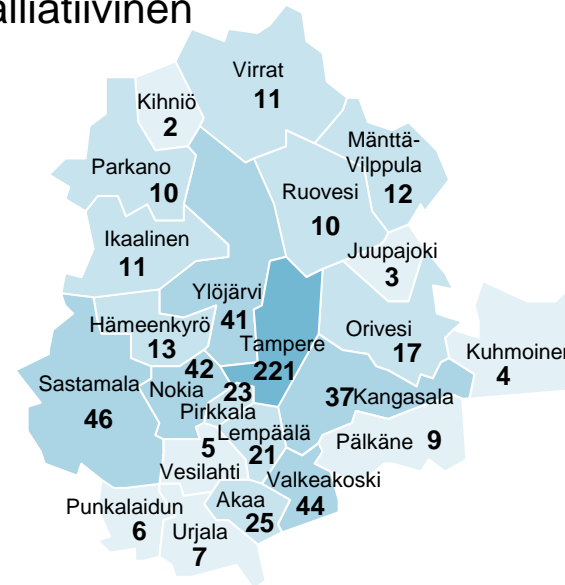 alliatiivinen
Virrat
11
Kihniö
2
Mänttä-
Vilppula
12
Parkano
10
Ruovesi
10
Ikaalinen
11
Juupajoki
3
Ylöjärvi
41
Hämeenkyrö
13
Orivesi
17
Tampere
221
Kuhmoinen
4
Sastamala
46
42
Nokia
23
Pirkkala
37 Kangasala
5
Vesilahti
Lempäälä
21
Pälkäne 9
Valkeakoski
44
Punkalaidun
6
Akaa
25
Urjala
7